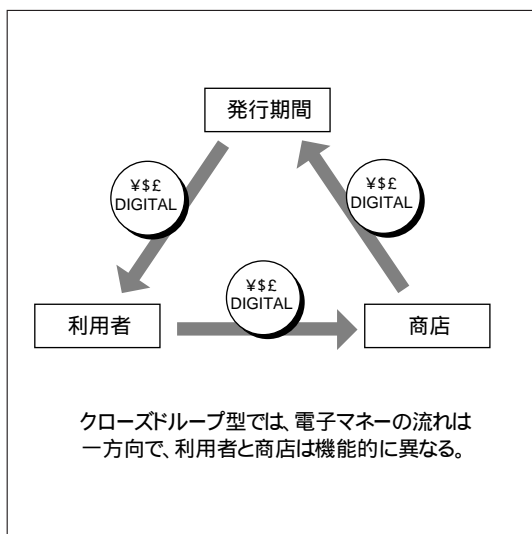 発行期間
¥$£
DIGITAL
¥$£
DIGITAL
¥$£
DIGITAL
利用者
商店
クローズドループ型では、電子マネーの流れは
一方向で、利用者と商店は機能的に異なる。